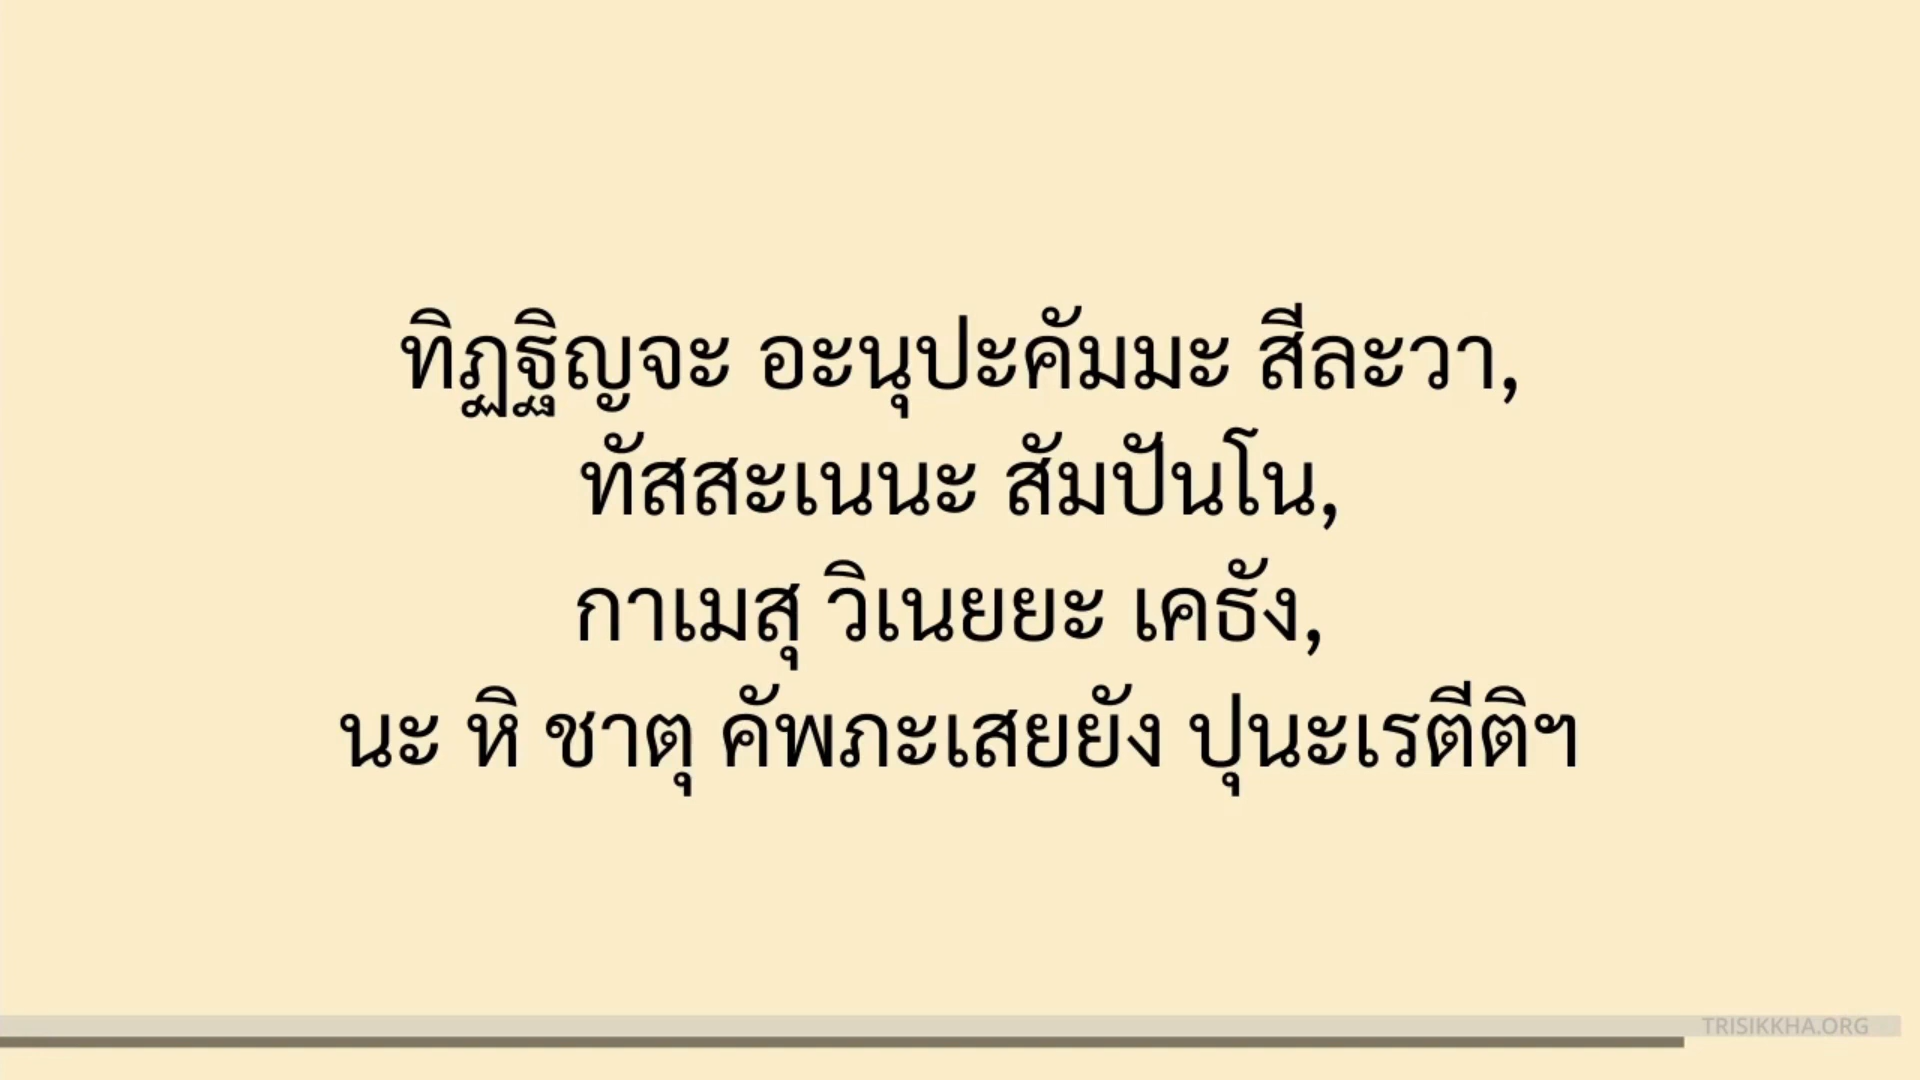 ทิฏฐิญจะ อะนุปะคัมมะ สีละวา,
ทัสสะเนนะ สัมปันโน,
กาเมสุ วิเนยยะ เคธัง,
นะ หิ ชาตุ คัพภะเสยยัง ปุนะเรตีติฯ
TRISIKKHA.ORG